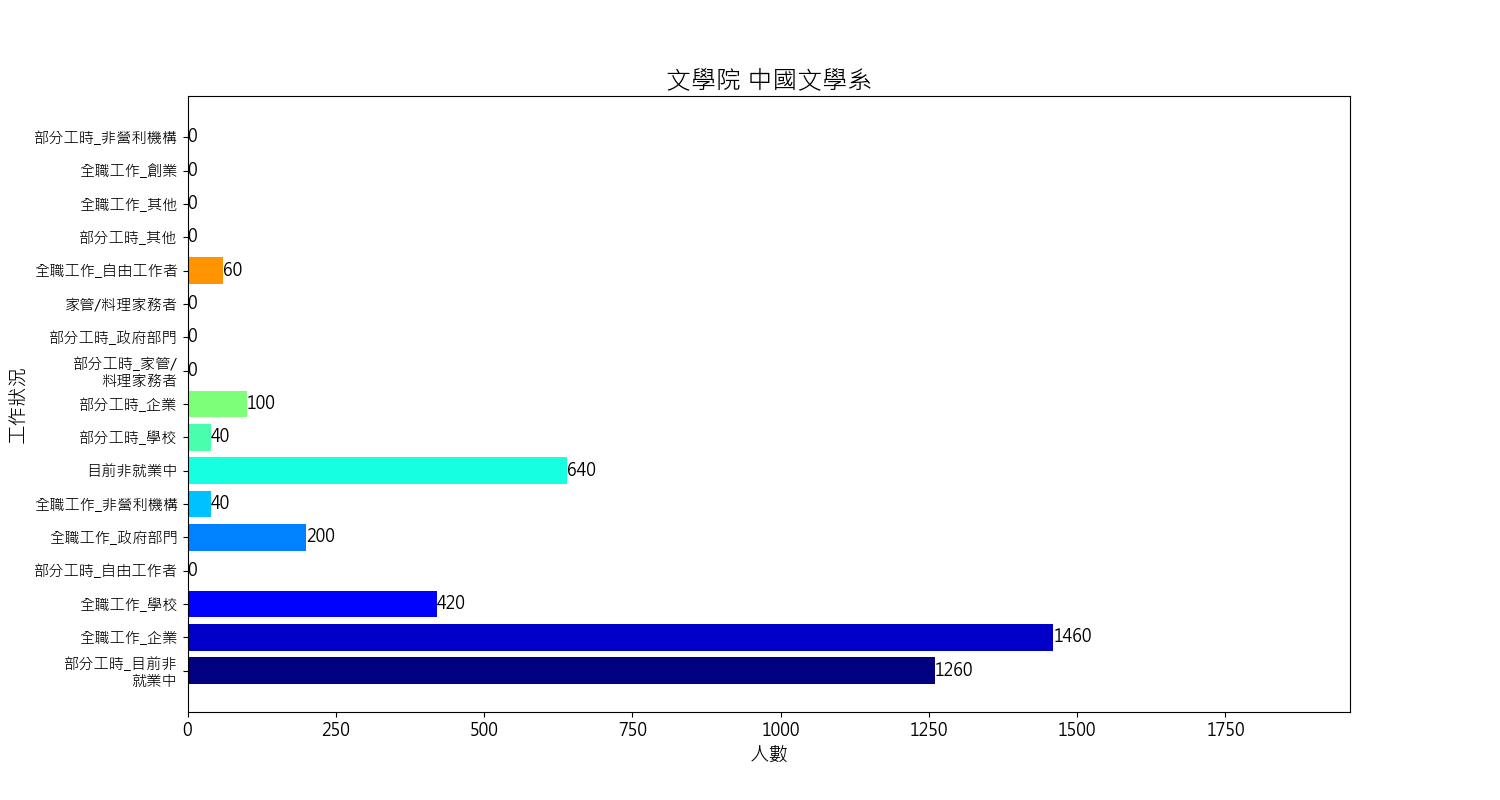 文學院 中國文學系
部分工時_非營利機構 0
全職工作_創業 0
全職工作_其他 0
部分工時_其他 0
全職工作_自由工作者 60
家管/料理家務者 0
部分工時_政府部門 0
部分工時_家管/
料理家務者 0
部分工時_企業 100
部分工時_學校 40
目前非就業中 640
全職工作_非營利機構 40
全職工作_政府部門 200
部分工時_自由工作者 0
全職工作_學校 420
全職工作_企業 1460
部分工時_目前非
就業中 1260
工作狀況
0 250 500 750 1000 1250 1500 1750
人數